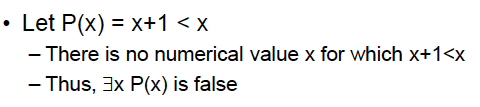 • Let P(x) = x+1 < x
– There is no numerical value x for which x+1<x
– Thus, ∃x P(x) is false